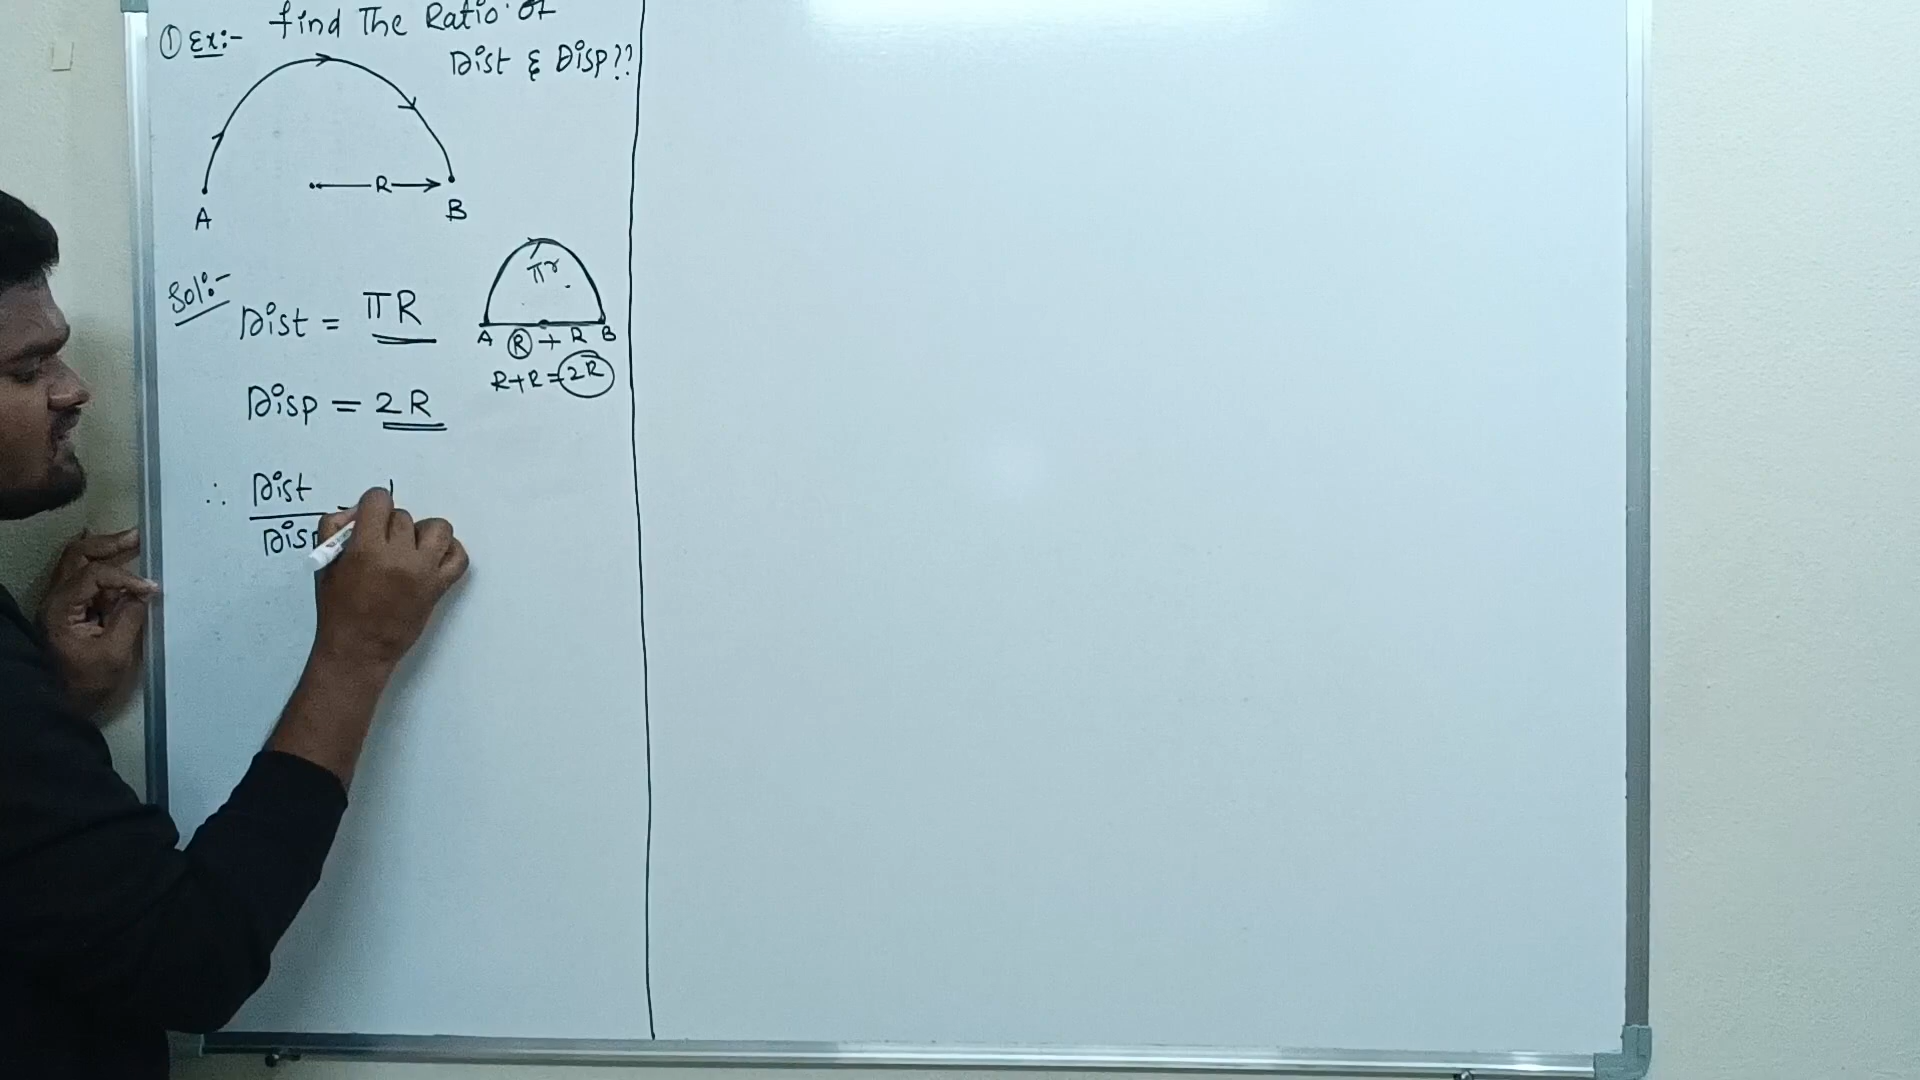 ① Ex:- find The Ratio of
Dist & Disp??
R
A
B
Sol:-
Dist = πR
πr
A R + R B
R+R = 2R
Disp = 2R
∴ Dist
Disp